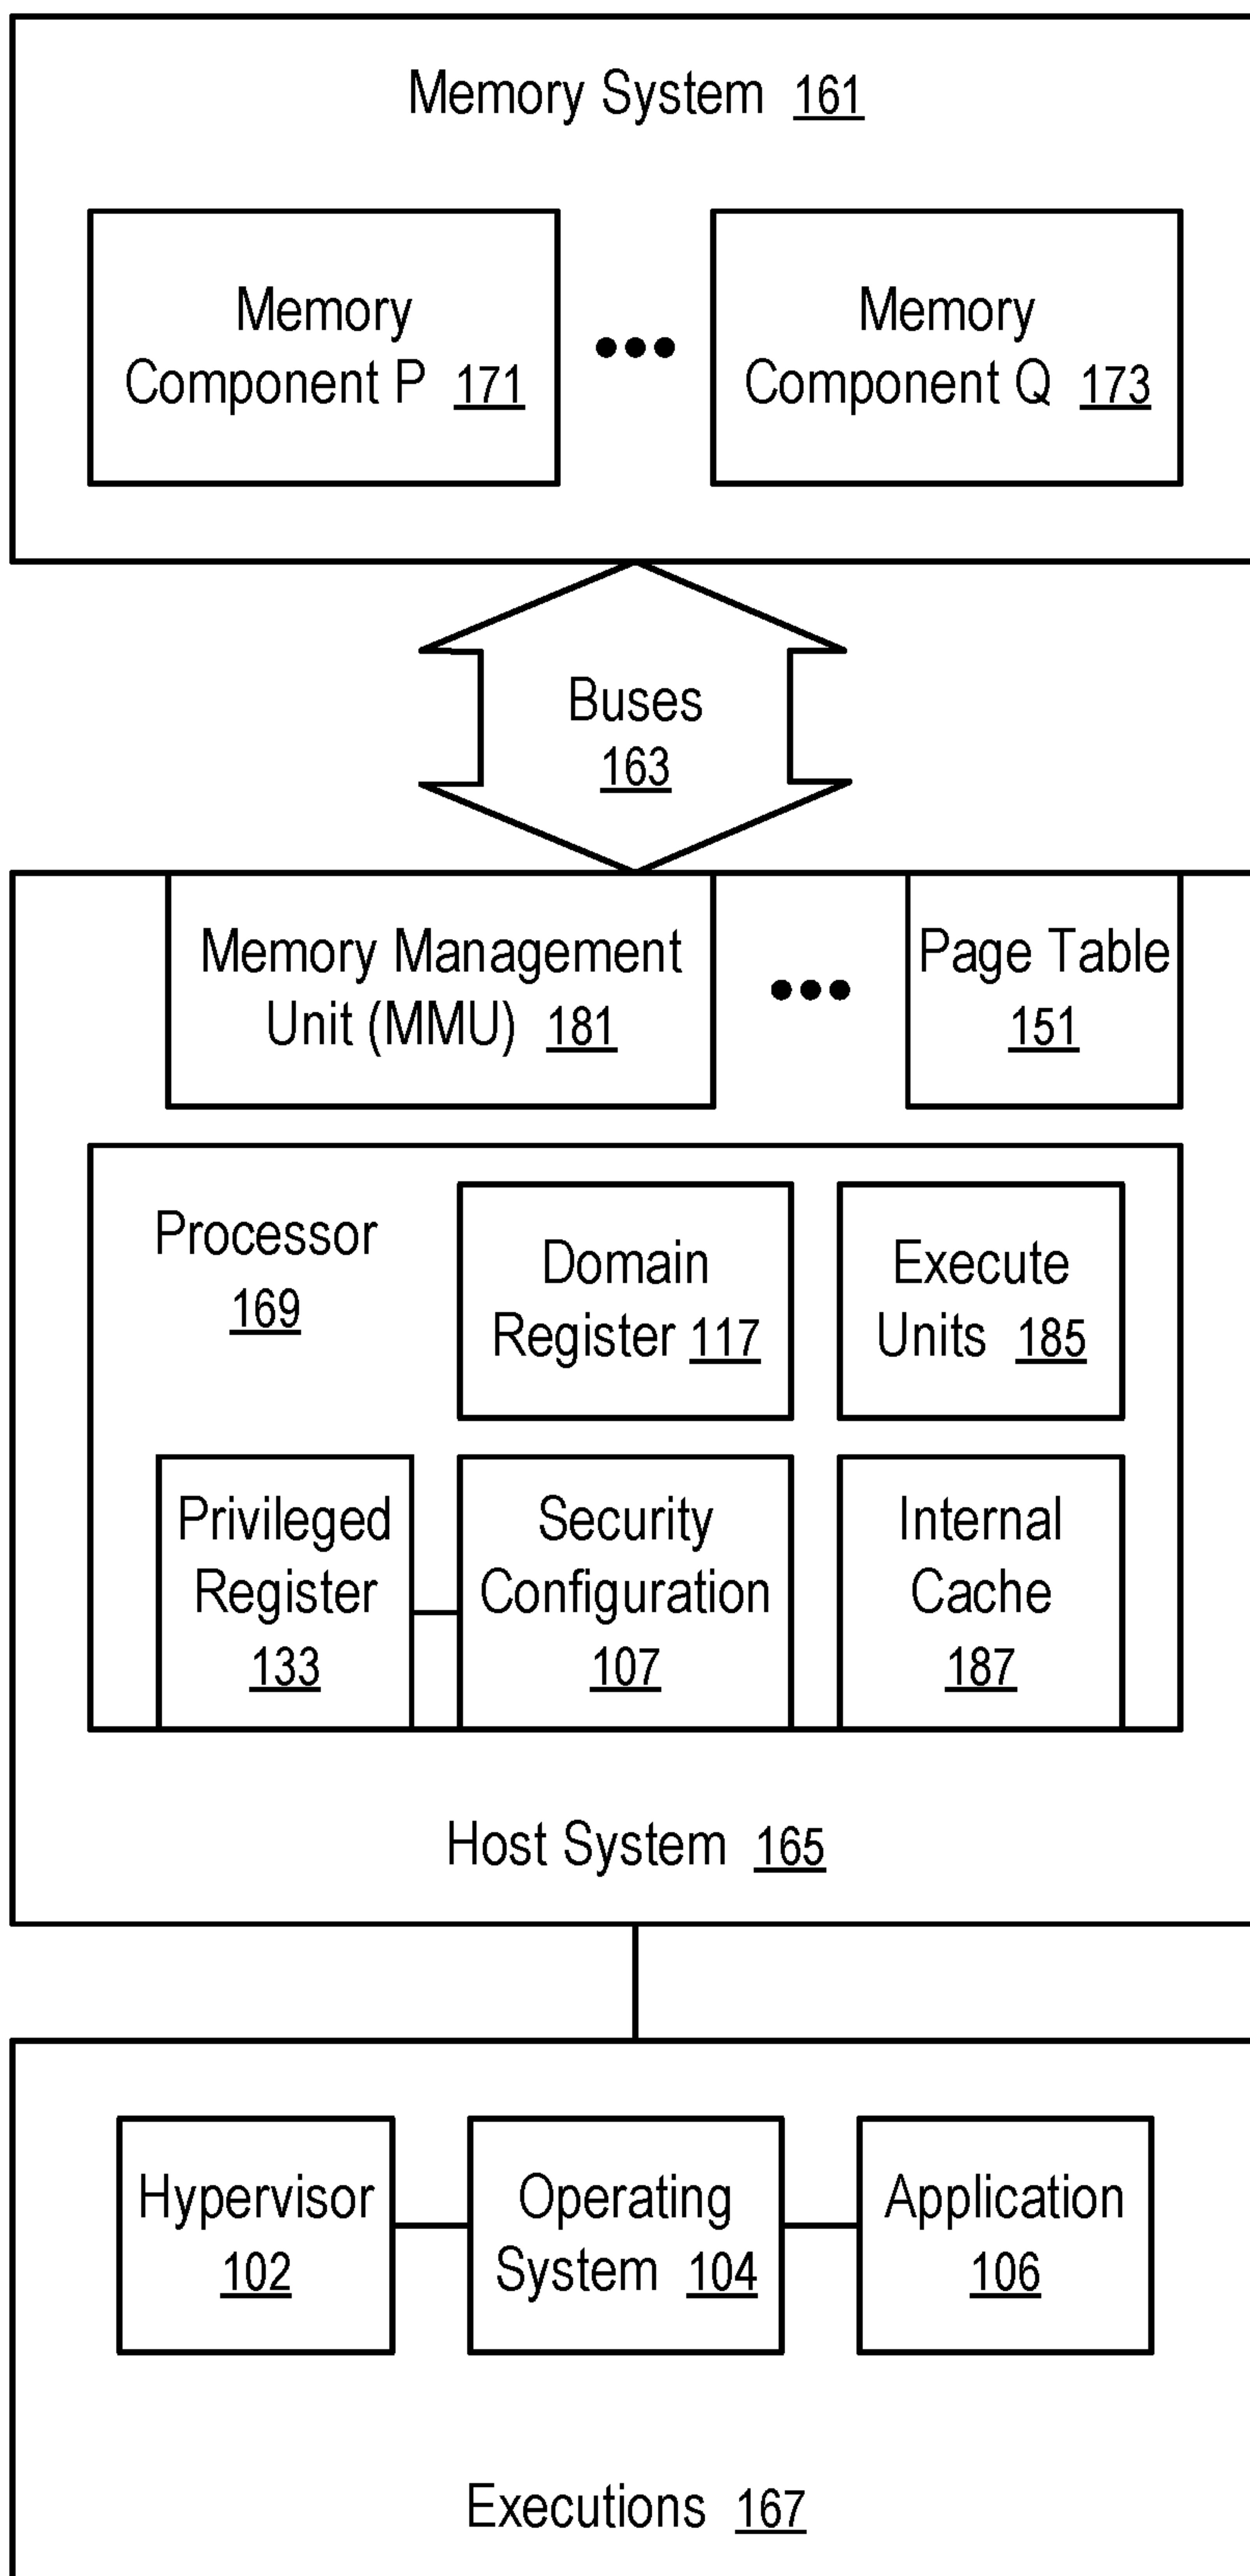 Memory System 161
Memory
Component P 171
Memory
Component Q 173
Buses
163
Memory Management
Unit (MMU) 181
Page Table
151
Processor
169
Domain
Register 117
Execute
Units 185
Privileged
Register
133
Security
Configuration
107
Internal
Cache
187
Host System 165
Hypervisor
102
Operating
System 104
Application
106
Executions 167